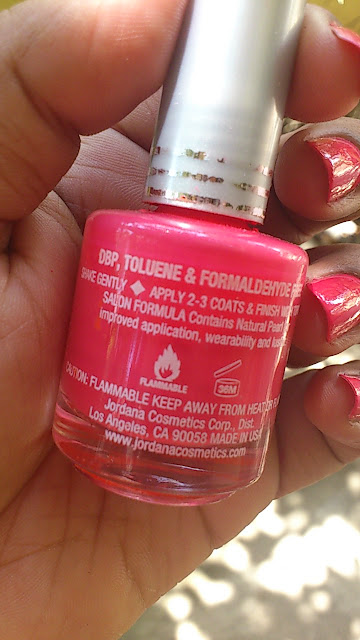 DBP, TOLUENE & FORMALDEHYDE
SHAKE GENTLY ◆ APPLY 2-3 COATS & FINISH
SALON FORMULA Contains Natural Pearl
improved application, wearability and
FLAMMABLE
36M
CAUTION: FLAMMABLE KEEP AWAY FROM HEAT OR
Jordana Cosmetics Corp., Dist.
Los Angeles, CA 90058 MADE IN USA
www.jordanacosmetics.com